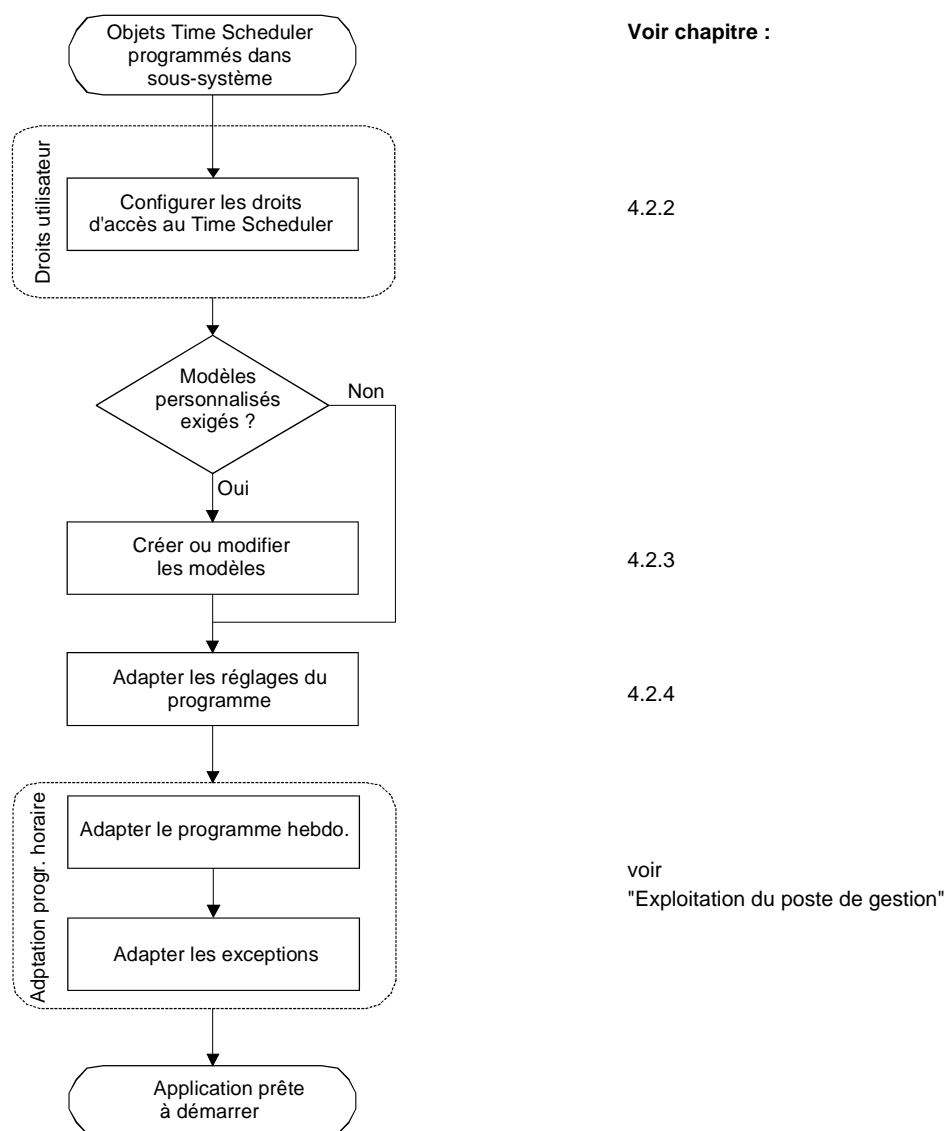 Objets Time Scheduler
programmés dans
sous-système
Voir chapitre :
Droits utilisateur
Configurer les droits
d'accès au Time Scheduler
4.2.2
Modèles
personnalisés
exigés ?
Non
Oui
Créer ou modifier
les modèles
4.2.3
Adapter les réglages du
programme
4.2.4
Adptation progr. horaire
Adapter le programme hebdo.
voir
"Exploitation du poste de gestion"
Adapter les exceptions
Application prête
à démarrer